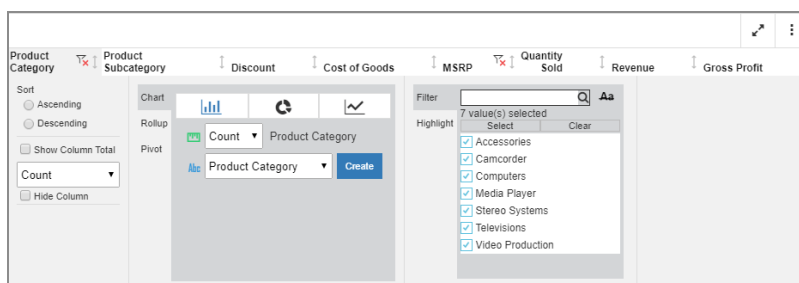 Product Category
Product Subcategory
Discount
Cost of Goods
MSRP
Quantity Sold
Revenue
Gross Profit
Sort
Ascending
Descending
Show Column Total
Count
Hide Column
Chart
Rollup
Pivot
Count Product Category
Abc Product Category Create
Filter
Highlight
Aa
7 value(s) selected
Select Clear
Accessories
Camcorder
Computers
Media Player
Stereo Systems
Televisions
Video Production